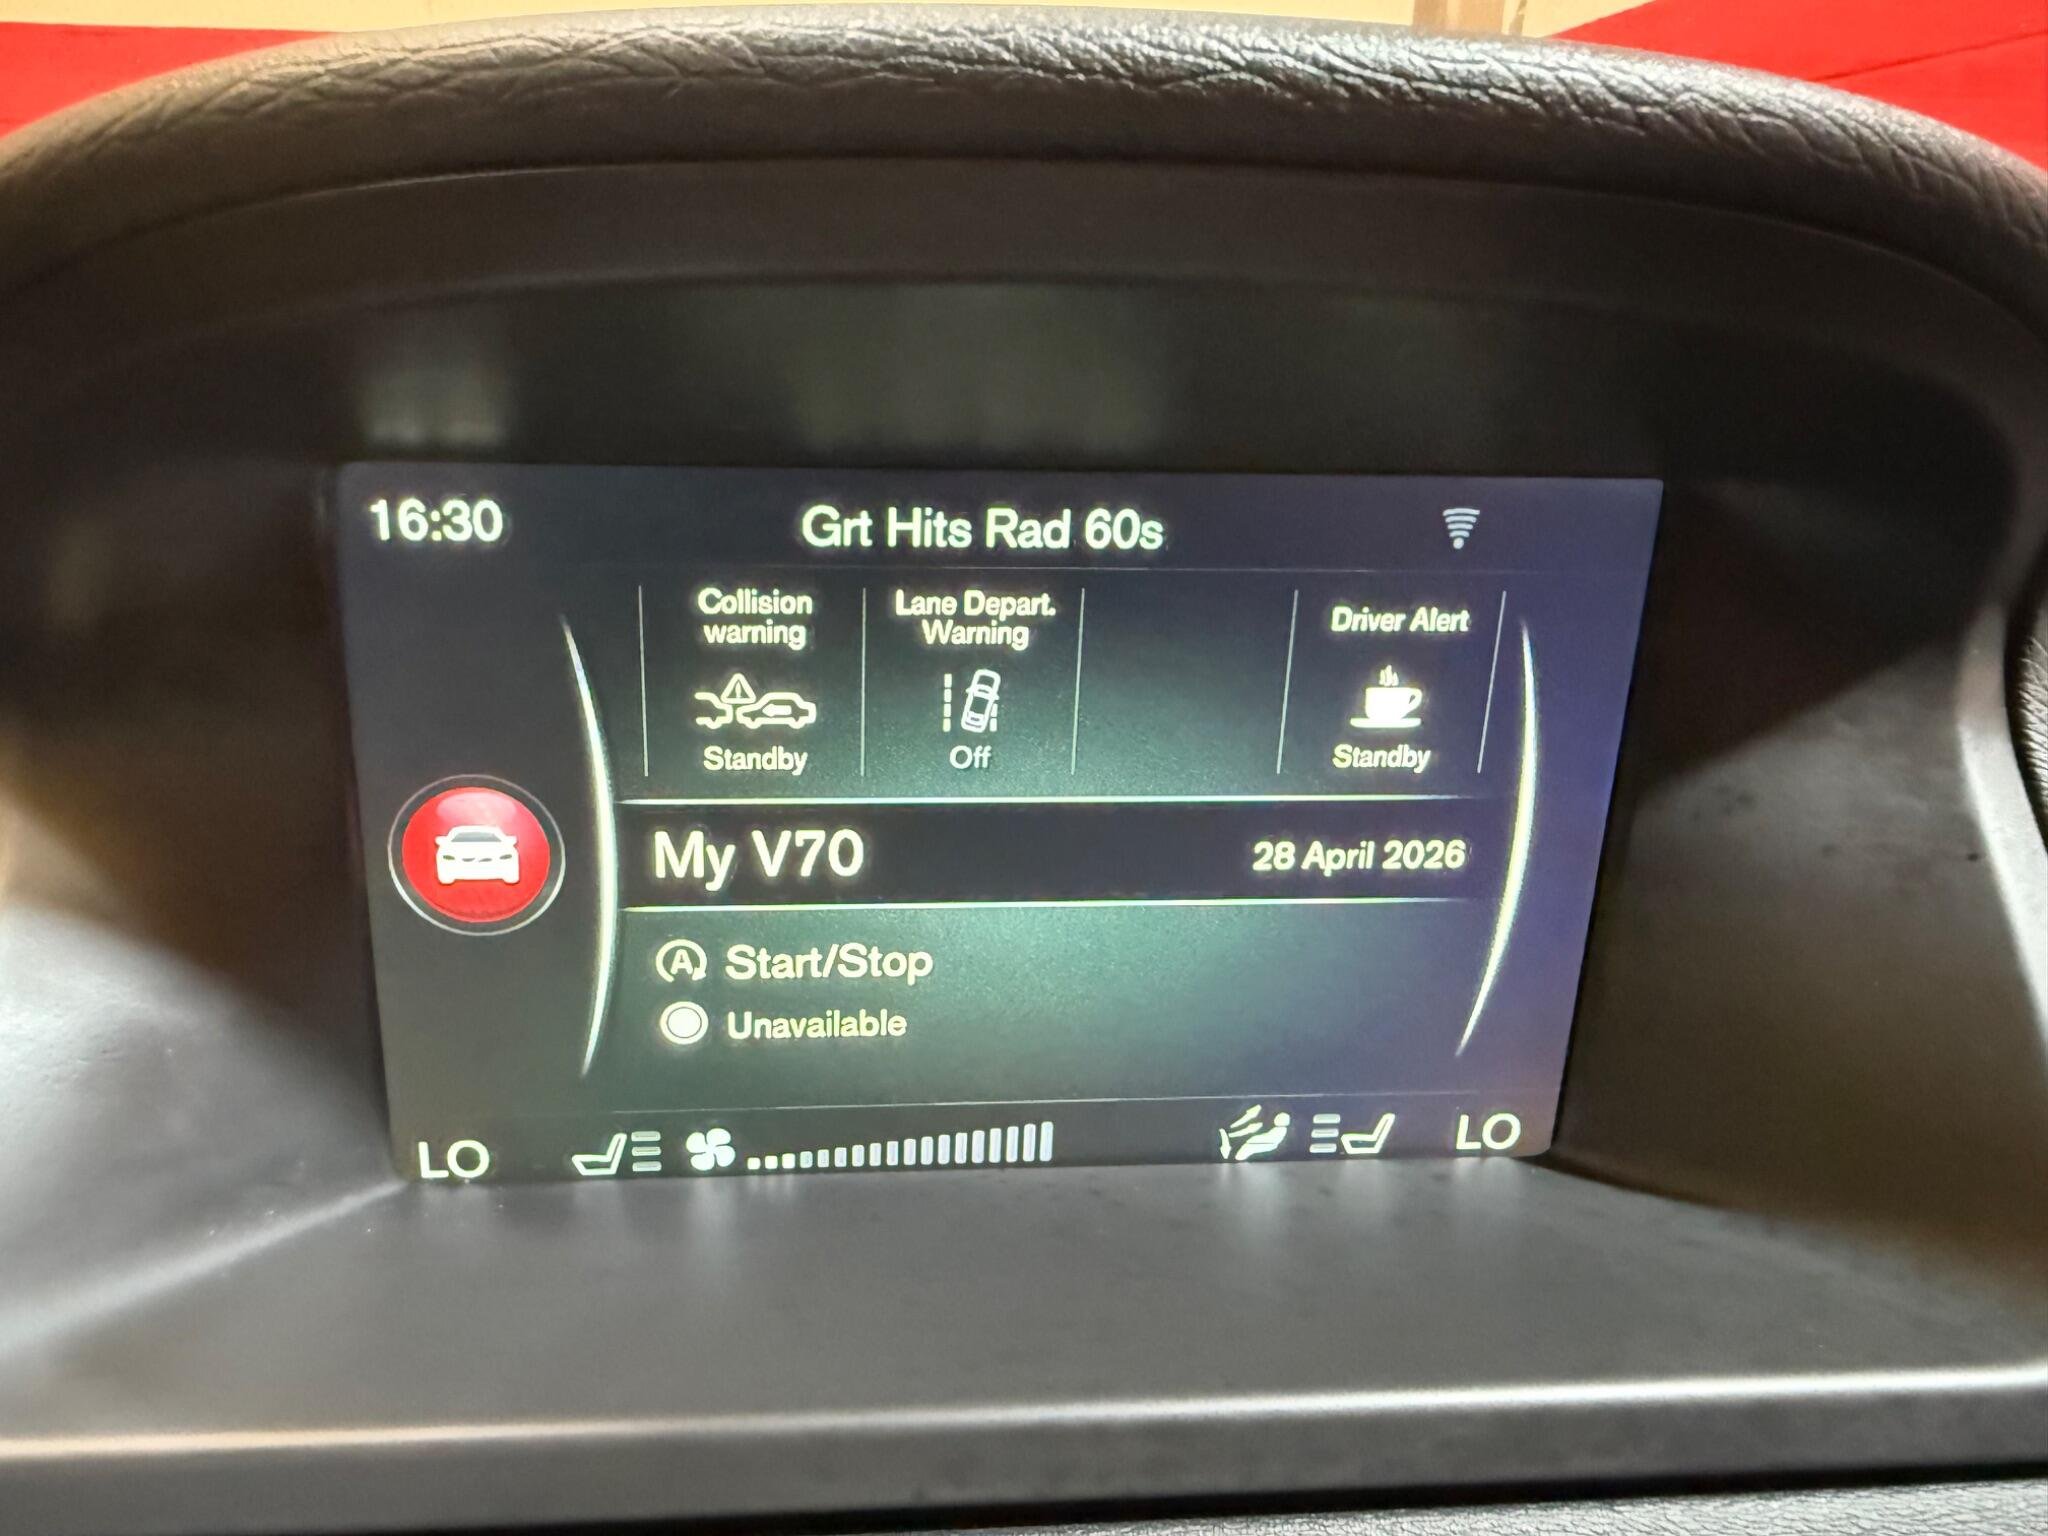 16:30
Grt Hits Rad 60s
Collision
warning
Standby
Lane Depart.
Warning
Off
Driver Alert
Standby
My V70
28 April 2026
A
Start/Stop
Unavailable
LO
LO